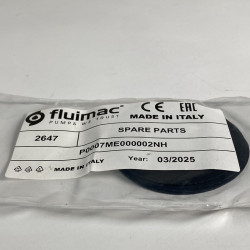 fluimac®
PUMPS WE TRUST
CE EAC
MADE IN ITALY
2647
SPARE PARTS
P0007ME000002NH
MADE IN ITALY
Year: 03/2025